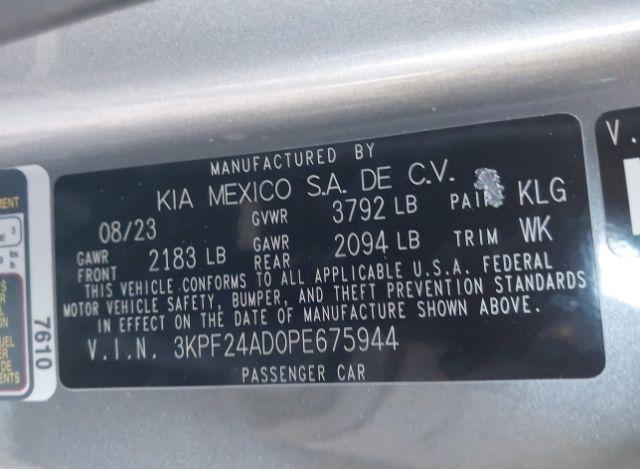 MANUFACTURED BY
KIA MEXICO S.A. DE C.V.
08/23 GVWR 3792 LB KLG
GAWR FRONT 2183 LB GAWR REAR 2094 LB TRIM WK
THIS VEHICLE CONFORMS TO ALL APPLICABLE U.S.A. FEDERAL
MOTOR VEHICLE SAFETY, BUMPER, AND THEFT PREVENTION STANDARDS
IN EFFECT ON THE DATE OF MANUFACTURE SHOWN ABOVE.
V.I.N. 3KPF24AD0PE675944
PASSENGER CAR
7610
V.